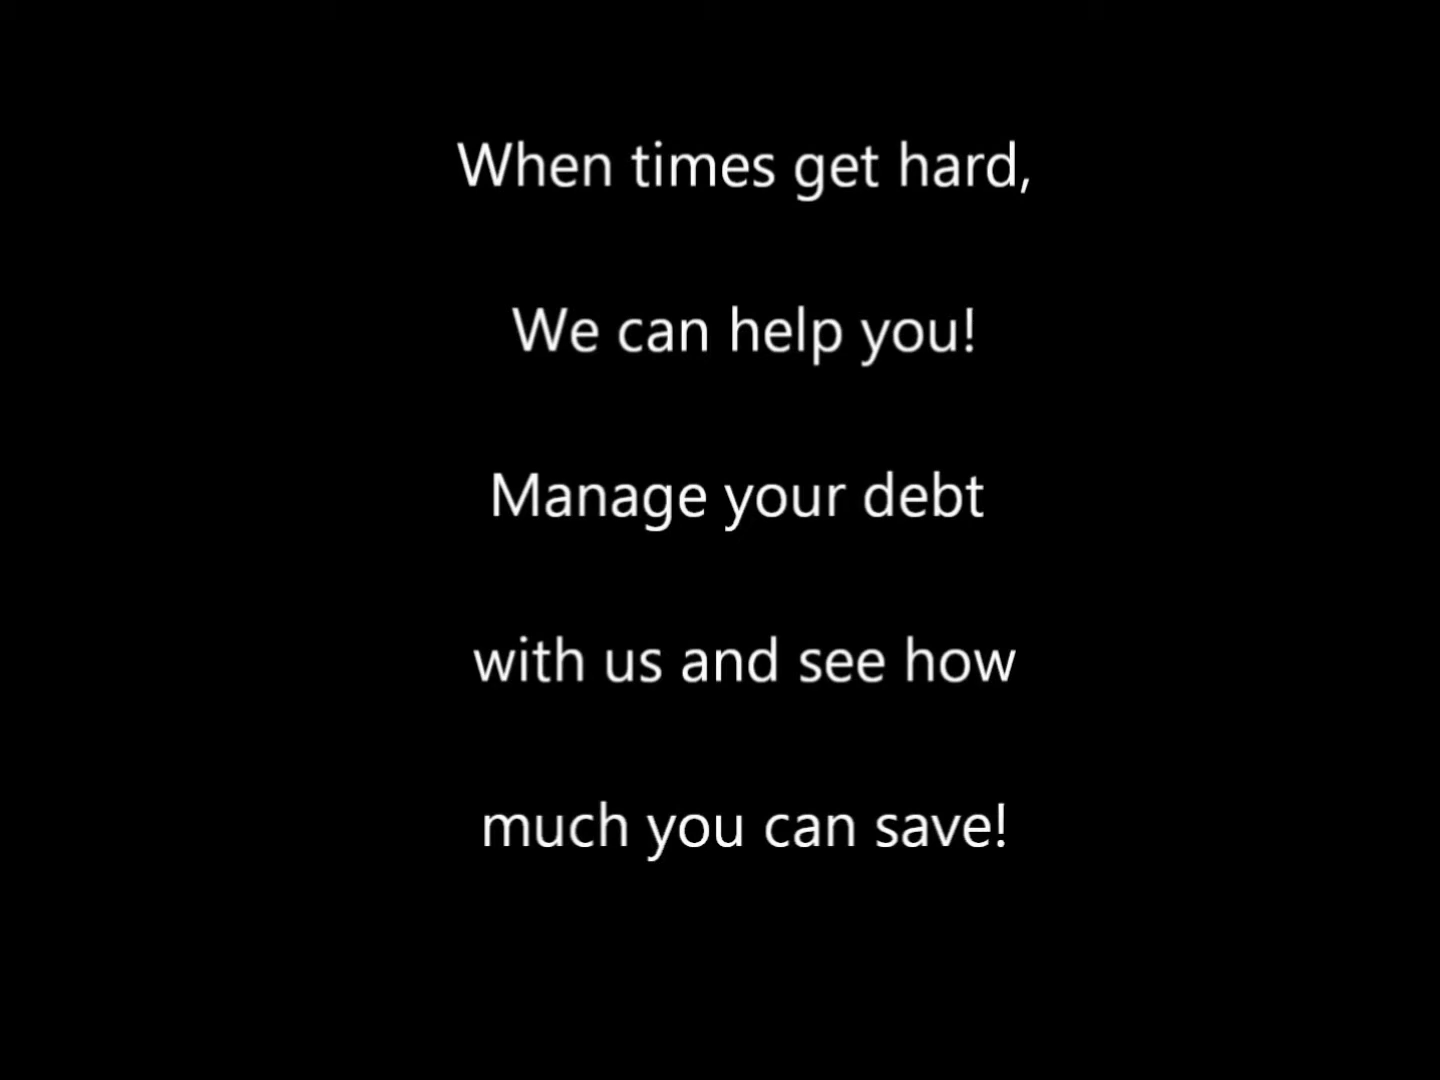 When times get hard,
We can help you!
Manage your debt
with us and see how
much you can save!